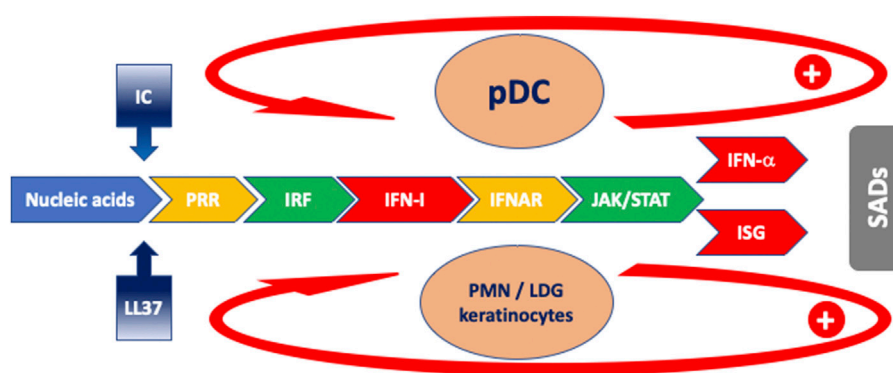 IC
pDC
+
IFN-α
Nucleic acids
PRR
IRF
IFN-I
IFNAR
JAK/STAT
ISG
SADs
LL37
PMN / LDG
keratinocytes
+